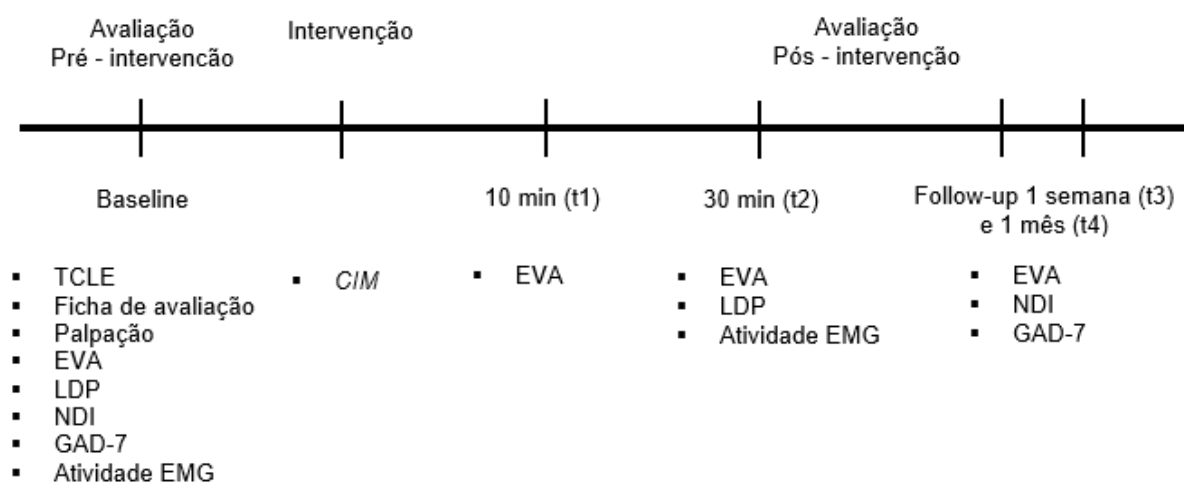 Avaliação
Pré - intervencão
Intervenção
Avaliação
Pós - intervenção
Baseline
10 min (t1)
30 min (t2)
Follow-up 1 semana (t3)
e 1 mês (t4)
▪ TCLE
▪ Ficha de avaliação
▪ Palpação
▪ EVA
▪ LDP
▪ NDI
▪ GAD-7
▪ Atividade EMG
▪ CIM
▪ EVA
▪ EVA
▪ LDP
▪ Atividade EMG
▪ EVA
▪ NDI
▪ GAD-7